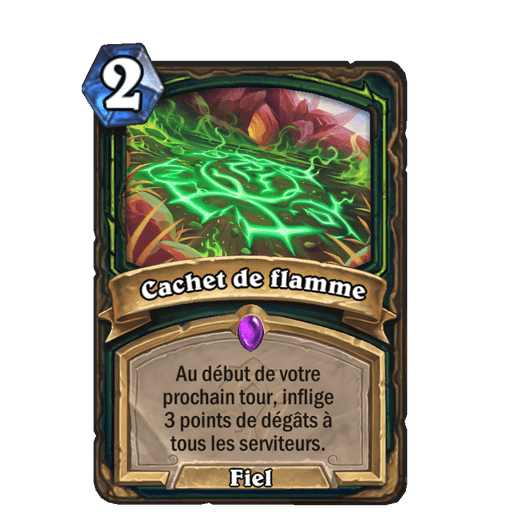 2
Cachet de flamme
Au début de votre
prochain tour, inflige
3 points de dégâts à
tous les serviteurs.
Fiel